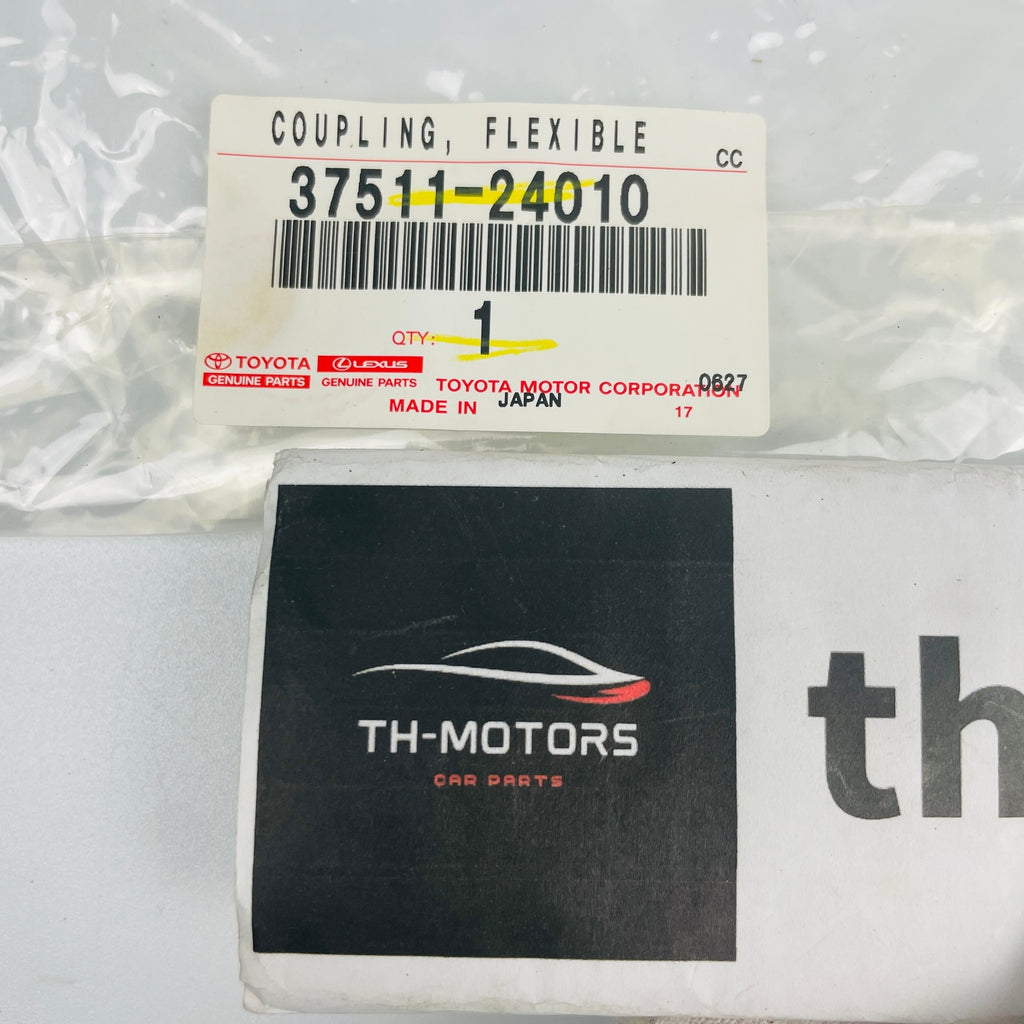 COUPLING, FLEXIBLE
CC
37511-24010
QTY: 1
TOYOTA LEXUS
GENUINE PARTS GENUINE PARTS TOYOTA MOTOR CORPORATION 0627
MADE IN JAPAN 17
TH-MOTORS
CAR PARTS
th